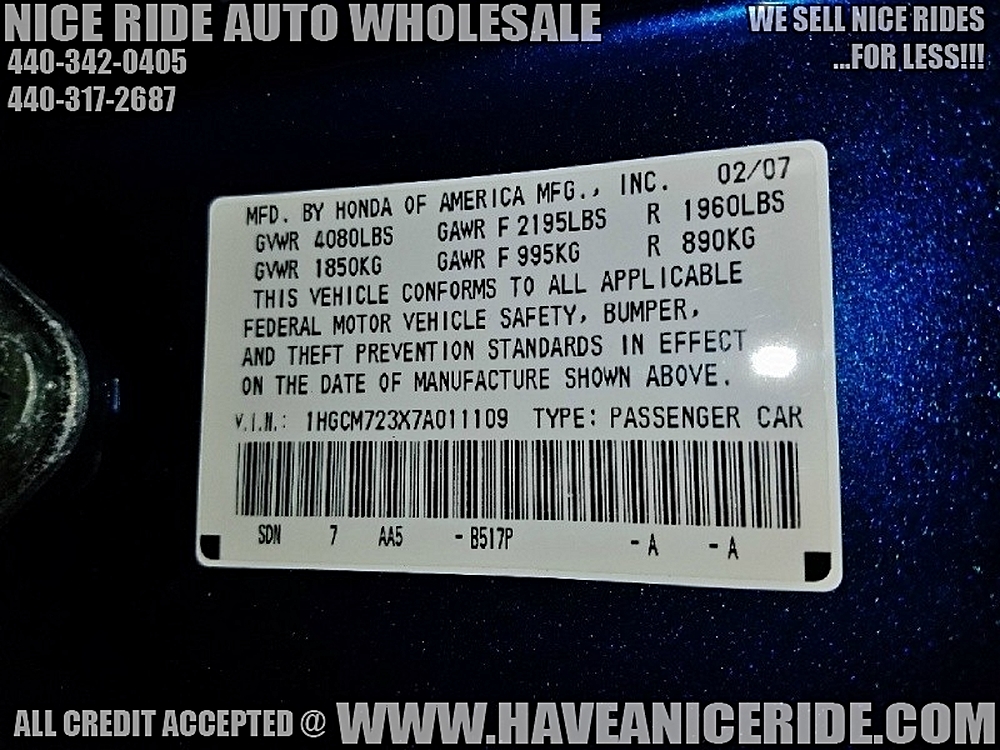 NICE RIDE AUTO WHOLESALE
440-342-0405
440-317-2687
WE SELL NICE RIDES
...FOR LESS!!!
MFD. BY HONDA OF AMERICA MFG., INC. 02/07
GVWR 4080LBS GAWR F 2195LBS R 1960LBS
GVWR 1850KG GAWR F 995KG R 890KG
THIS VEHICLE CONFORMS TO ALL APPLICABLE
FEDERAL MOTOR VEHICLE SAFETY, BUMPER,
AND THEFT PREVENTION STANDARDS IN EFFECT
ON THE DATE OF MANUFACTURE SHOWN ABOVE.
V.I.N.: 1HGCM723X7A011109 TYPE: PASSENGER CAR
SDN 7 AA5 - B517P - A - A
ALL CREDIT ACCEPTED @ WWW.HAVEANICERIDE.COM